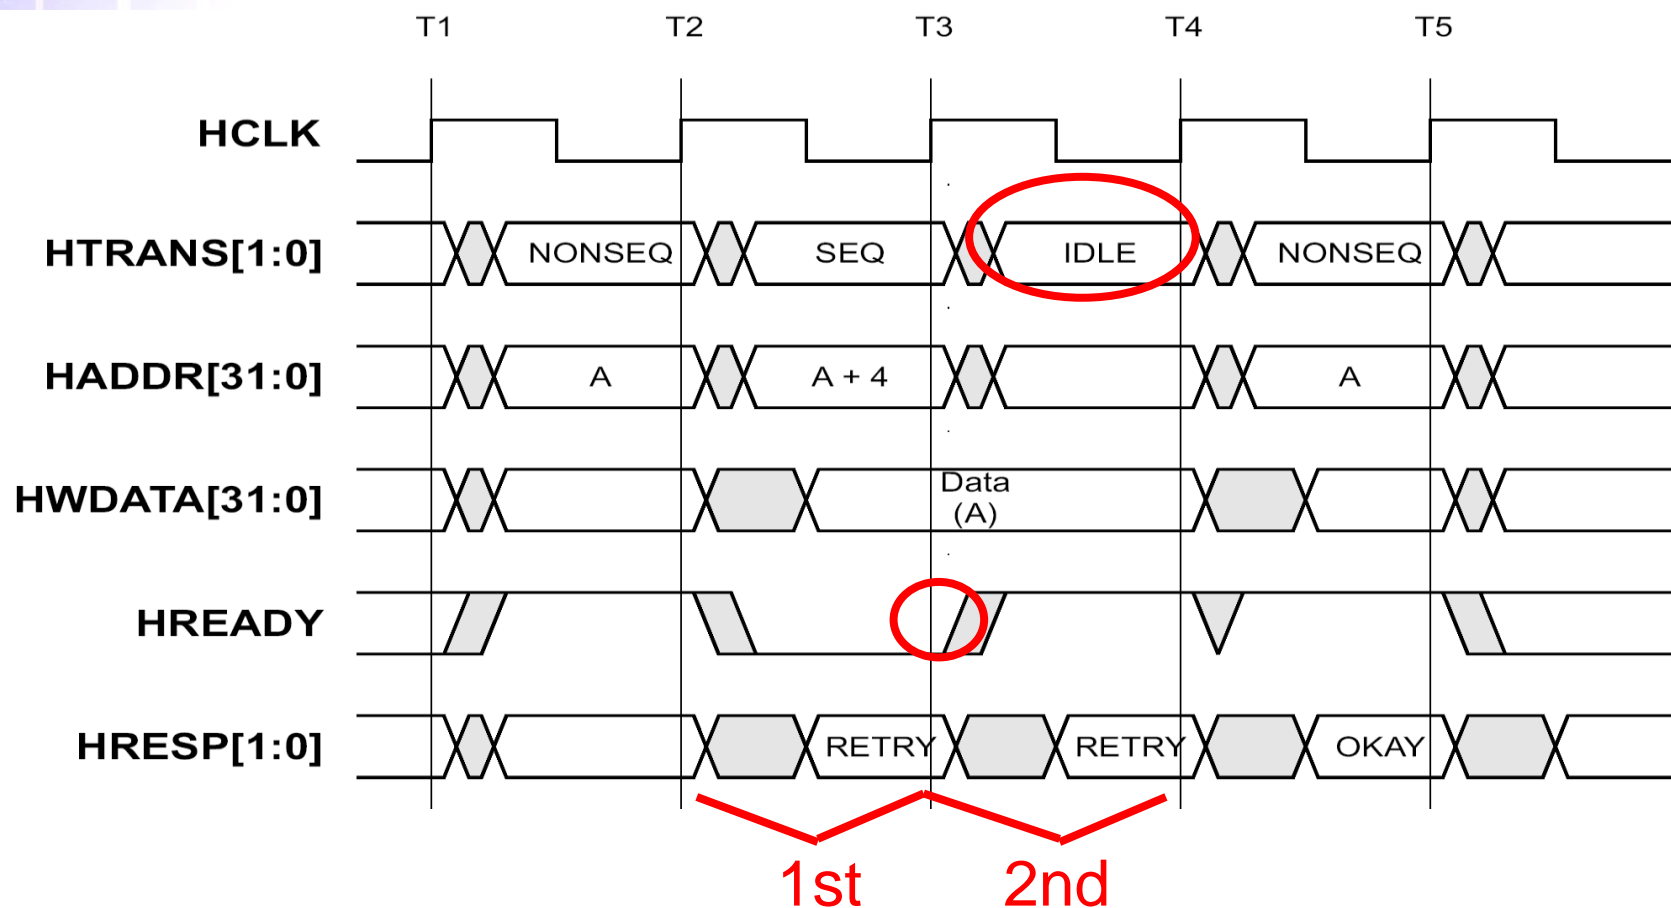 T1 T2 T3 T4 T5
HCLK
HTRANS[1:0] NONSEQ SEQ IDLE NONSEQ
HADDR[31:0] A A + 4 A
HWDATA[31:0] Data
(A)
HREADY
HRESP[1:0] RETRY RETRY OKAY
1st 2nd